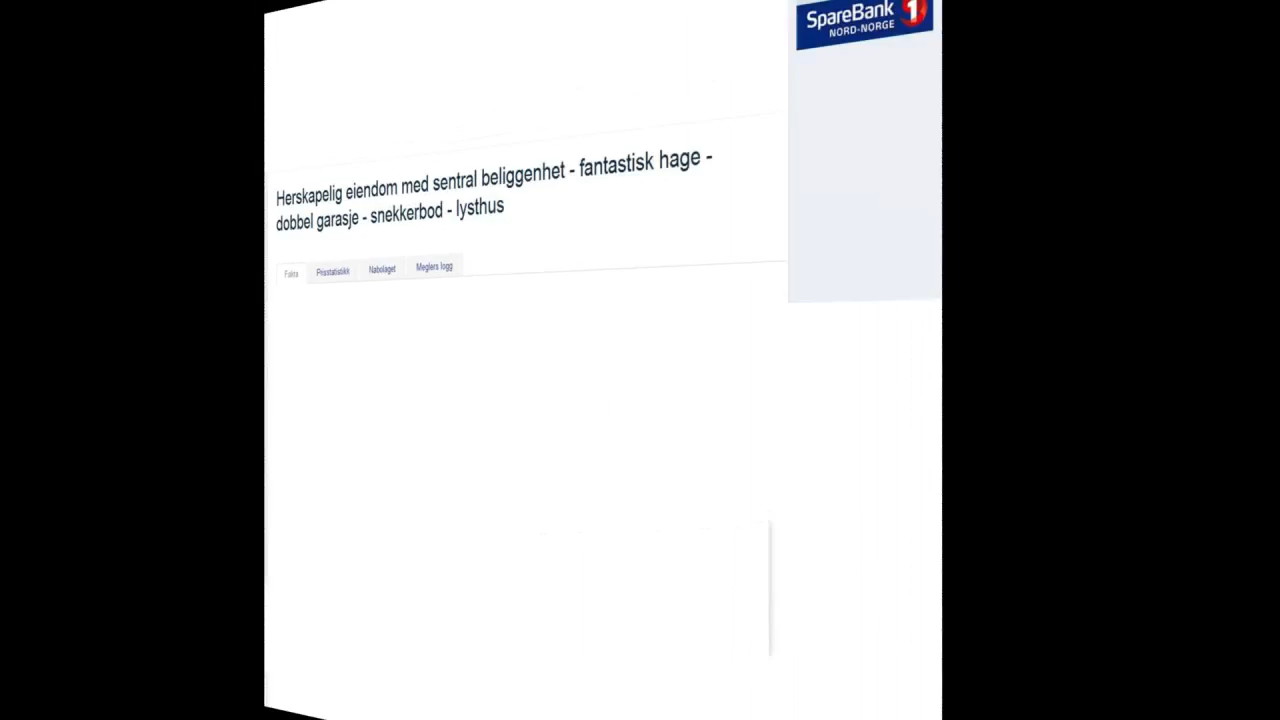 SpareBank 1
NORD-NORGE
Herskapelig eiendom med sentral beliggenhet - fantastisk hage -
dobbel garasje - snekkerbod - lysthus
Fakta Prisstatistikk Nabolaget Meglers logg